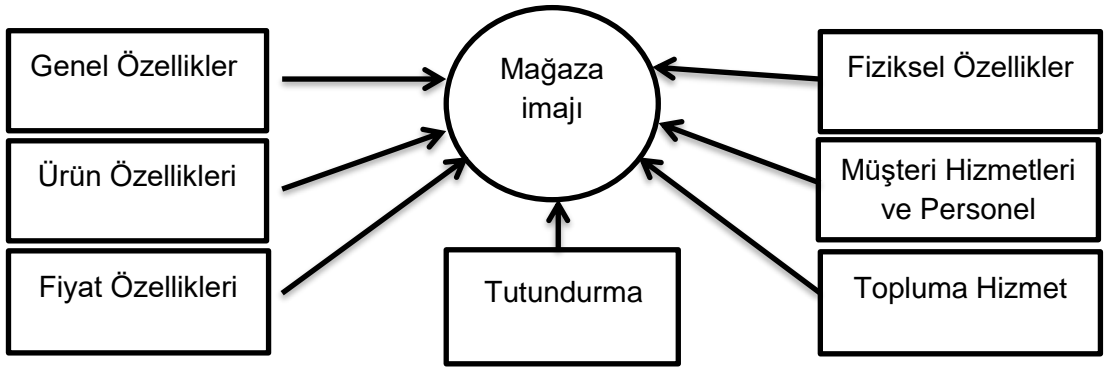 Genel Özellikler
Ürün Özellikleri
Fiyat Özellikleri
Mağaza
imajı
Tutundurma
Fiziksel Özellikler
Müşteri Hizmetleri
ve Personel
Topluma Hizmet